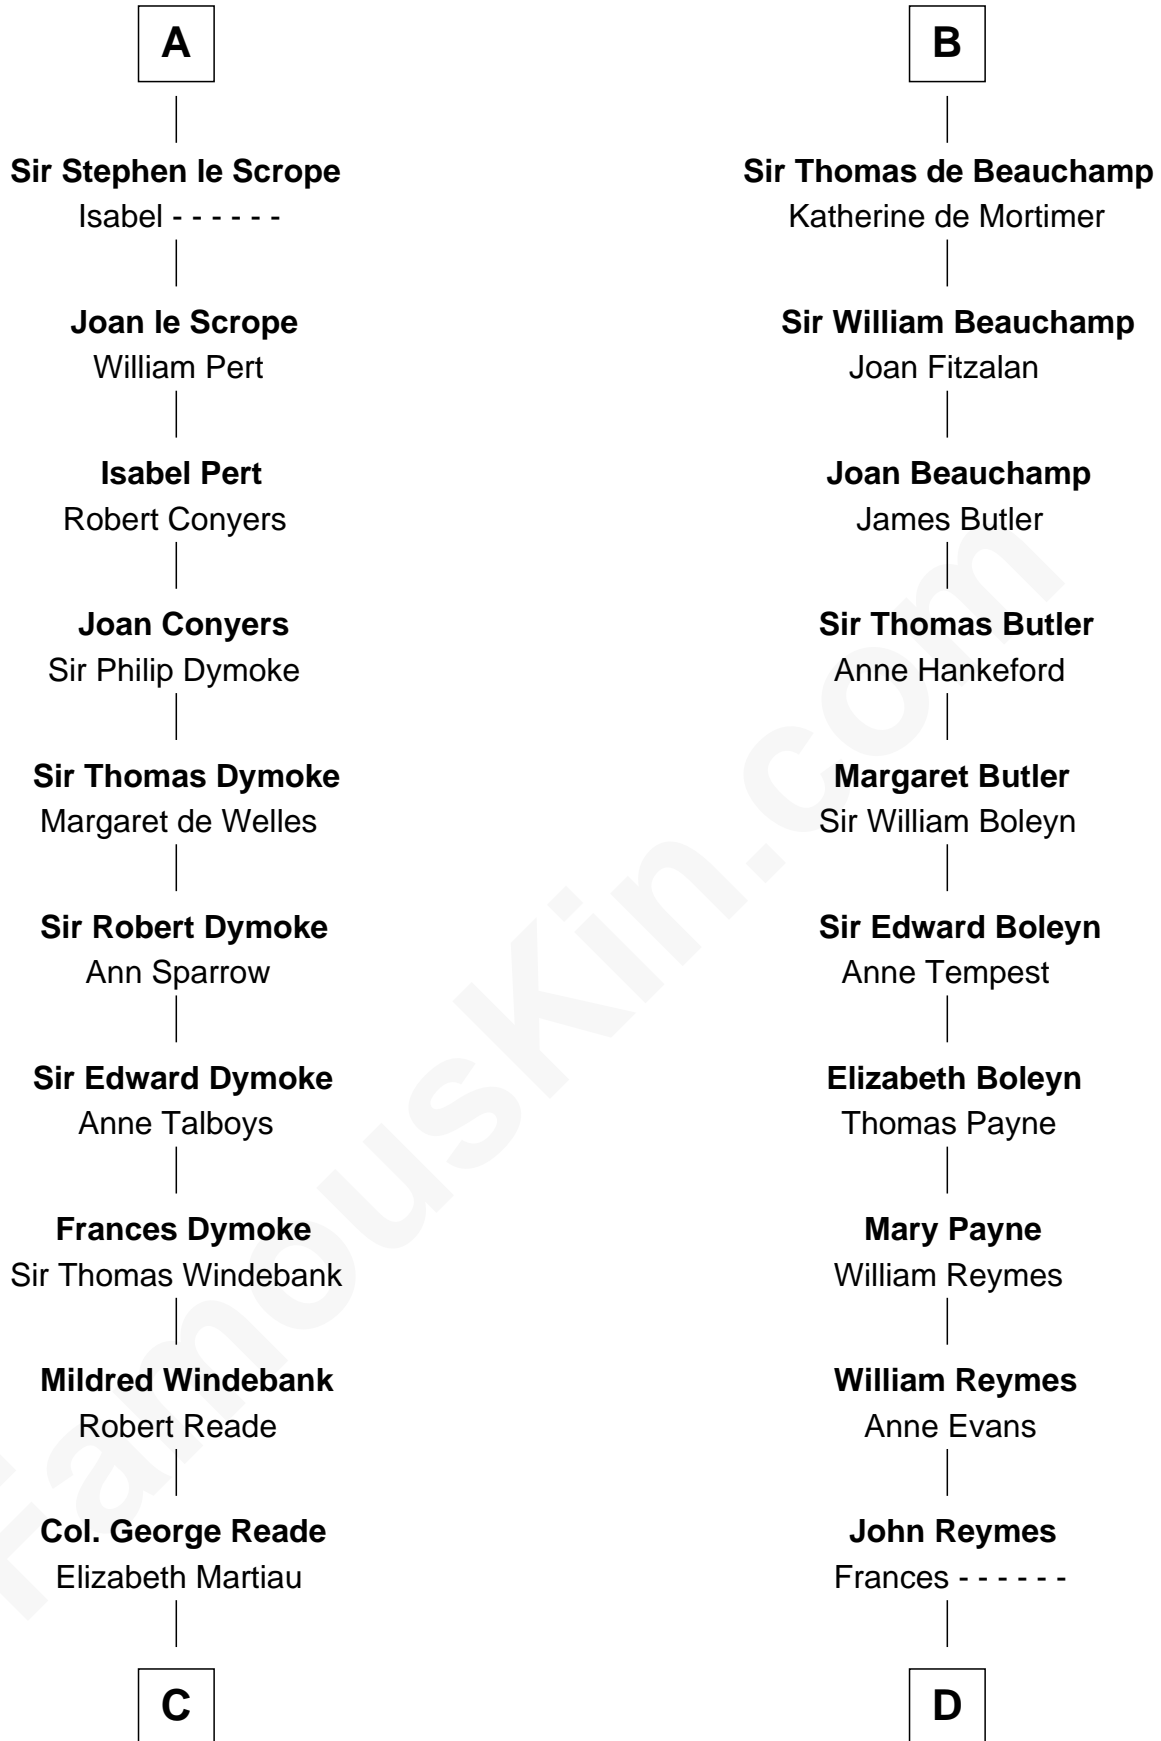 A
Sir Stephen le Scrope
Isabel - - - - - -
Joan le Scrope
William Pert
Isabel Pert
Robert Conyers
Joan Conyers
Sir Philip Dymoke
Sir Thomas Dymoke
Margaret de Welles
Sir Robert Dymoke
Ann Sparrow
Sir Edward Dymoke
Anne Talboys
Frances Dymoke
Sir Thomas Windebank
Mildred Windebank
Robert Reade
Col. George Reade
Elizabeth Martiau
C
B
Sir Thomas de Beauchamp
Katherine de Mortimer
Sir William Beauchamp
Joan Fitzalan
Joan Beauchamp
James Butler
Sir Thomas Butler
Anne Hankeford
Margaret Butler
Sir William Boleyn
Sir Edward Boleyn
Anne Tempest
Elizabeth Boleyn
Thomas Payne
Mary Payne
William Reymes
William Reymes
Anne Evans
John Reymes
Frances - - - - - -
D
FamousKin.com